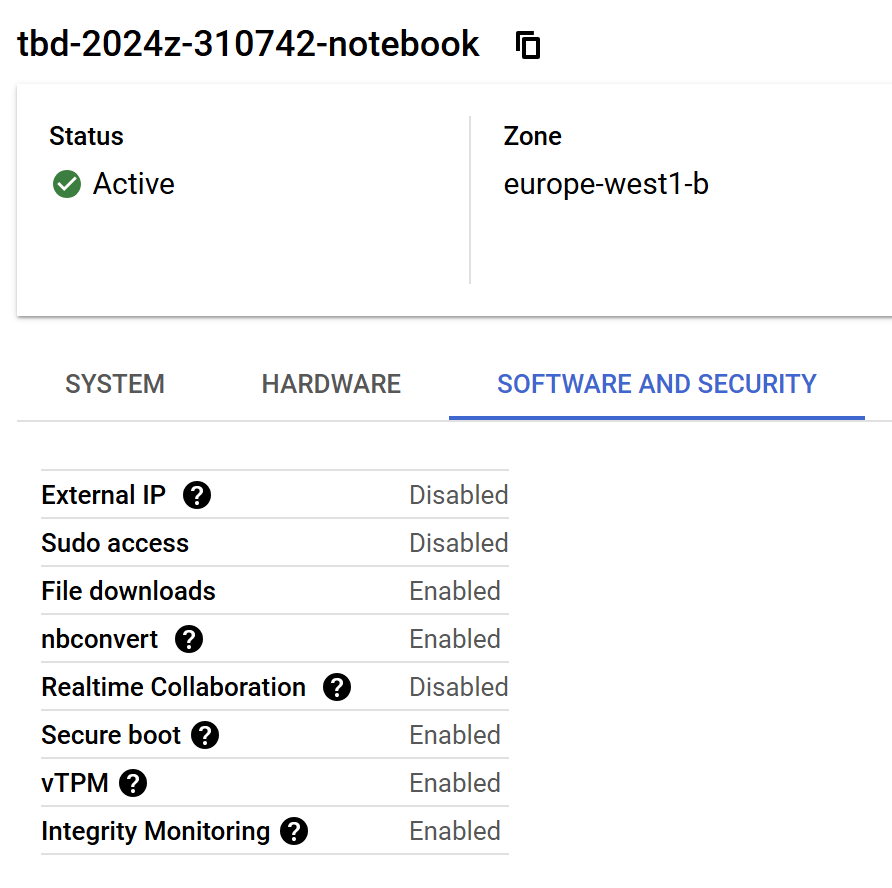 tbd-2024z-310742-notebook
Status
Zone
Active
europe-west1-b
SYSTEM HARDWARE SOFTWARE AND SECURITY
External IP ? Disabled
Sudo access Disabled
File downloads Enabled
nbconvert ? Enabled
Realtime Collaboration ? Disabled
Secure boot ? Enabled
vTPM ? Enabled
Integrity Monitoring ? Enabled